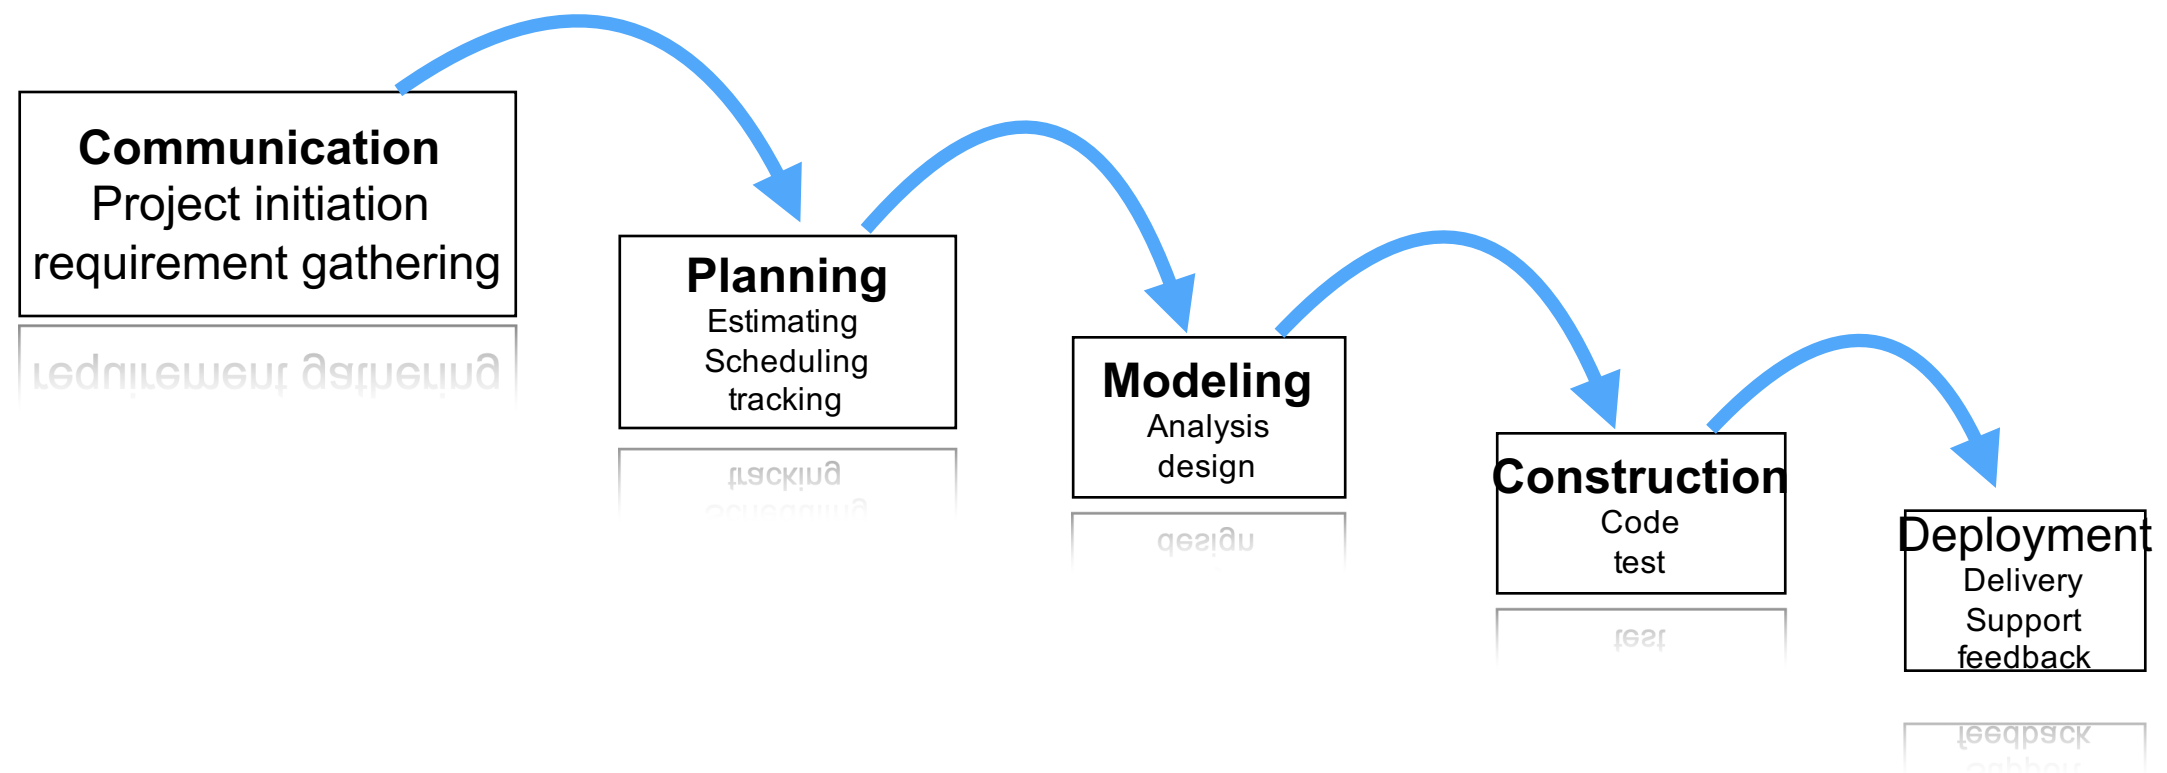 Communication
Project initiation
requirement gathering
Planning
Estimating
Scheduling
tracking
Modeling
Analysis
design
Construction
Code
test
Deployment
Delivery
Support
feedback